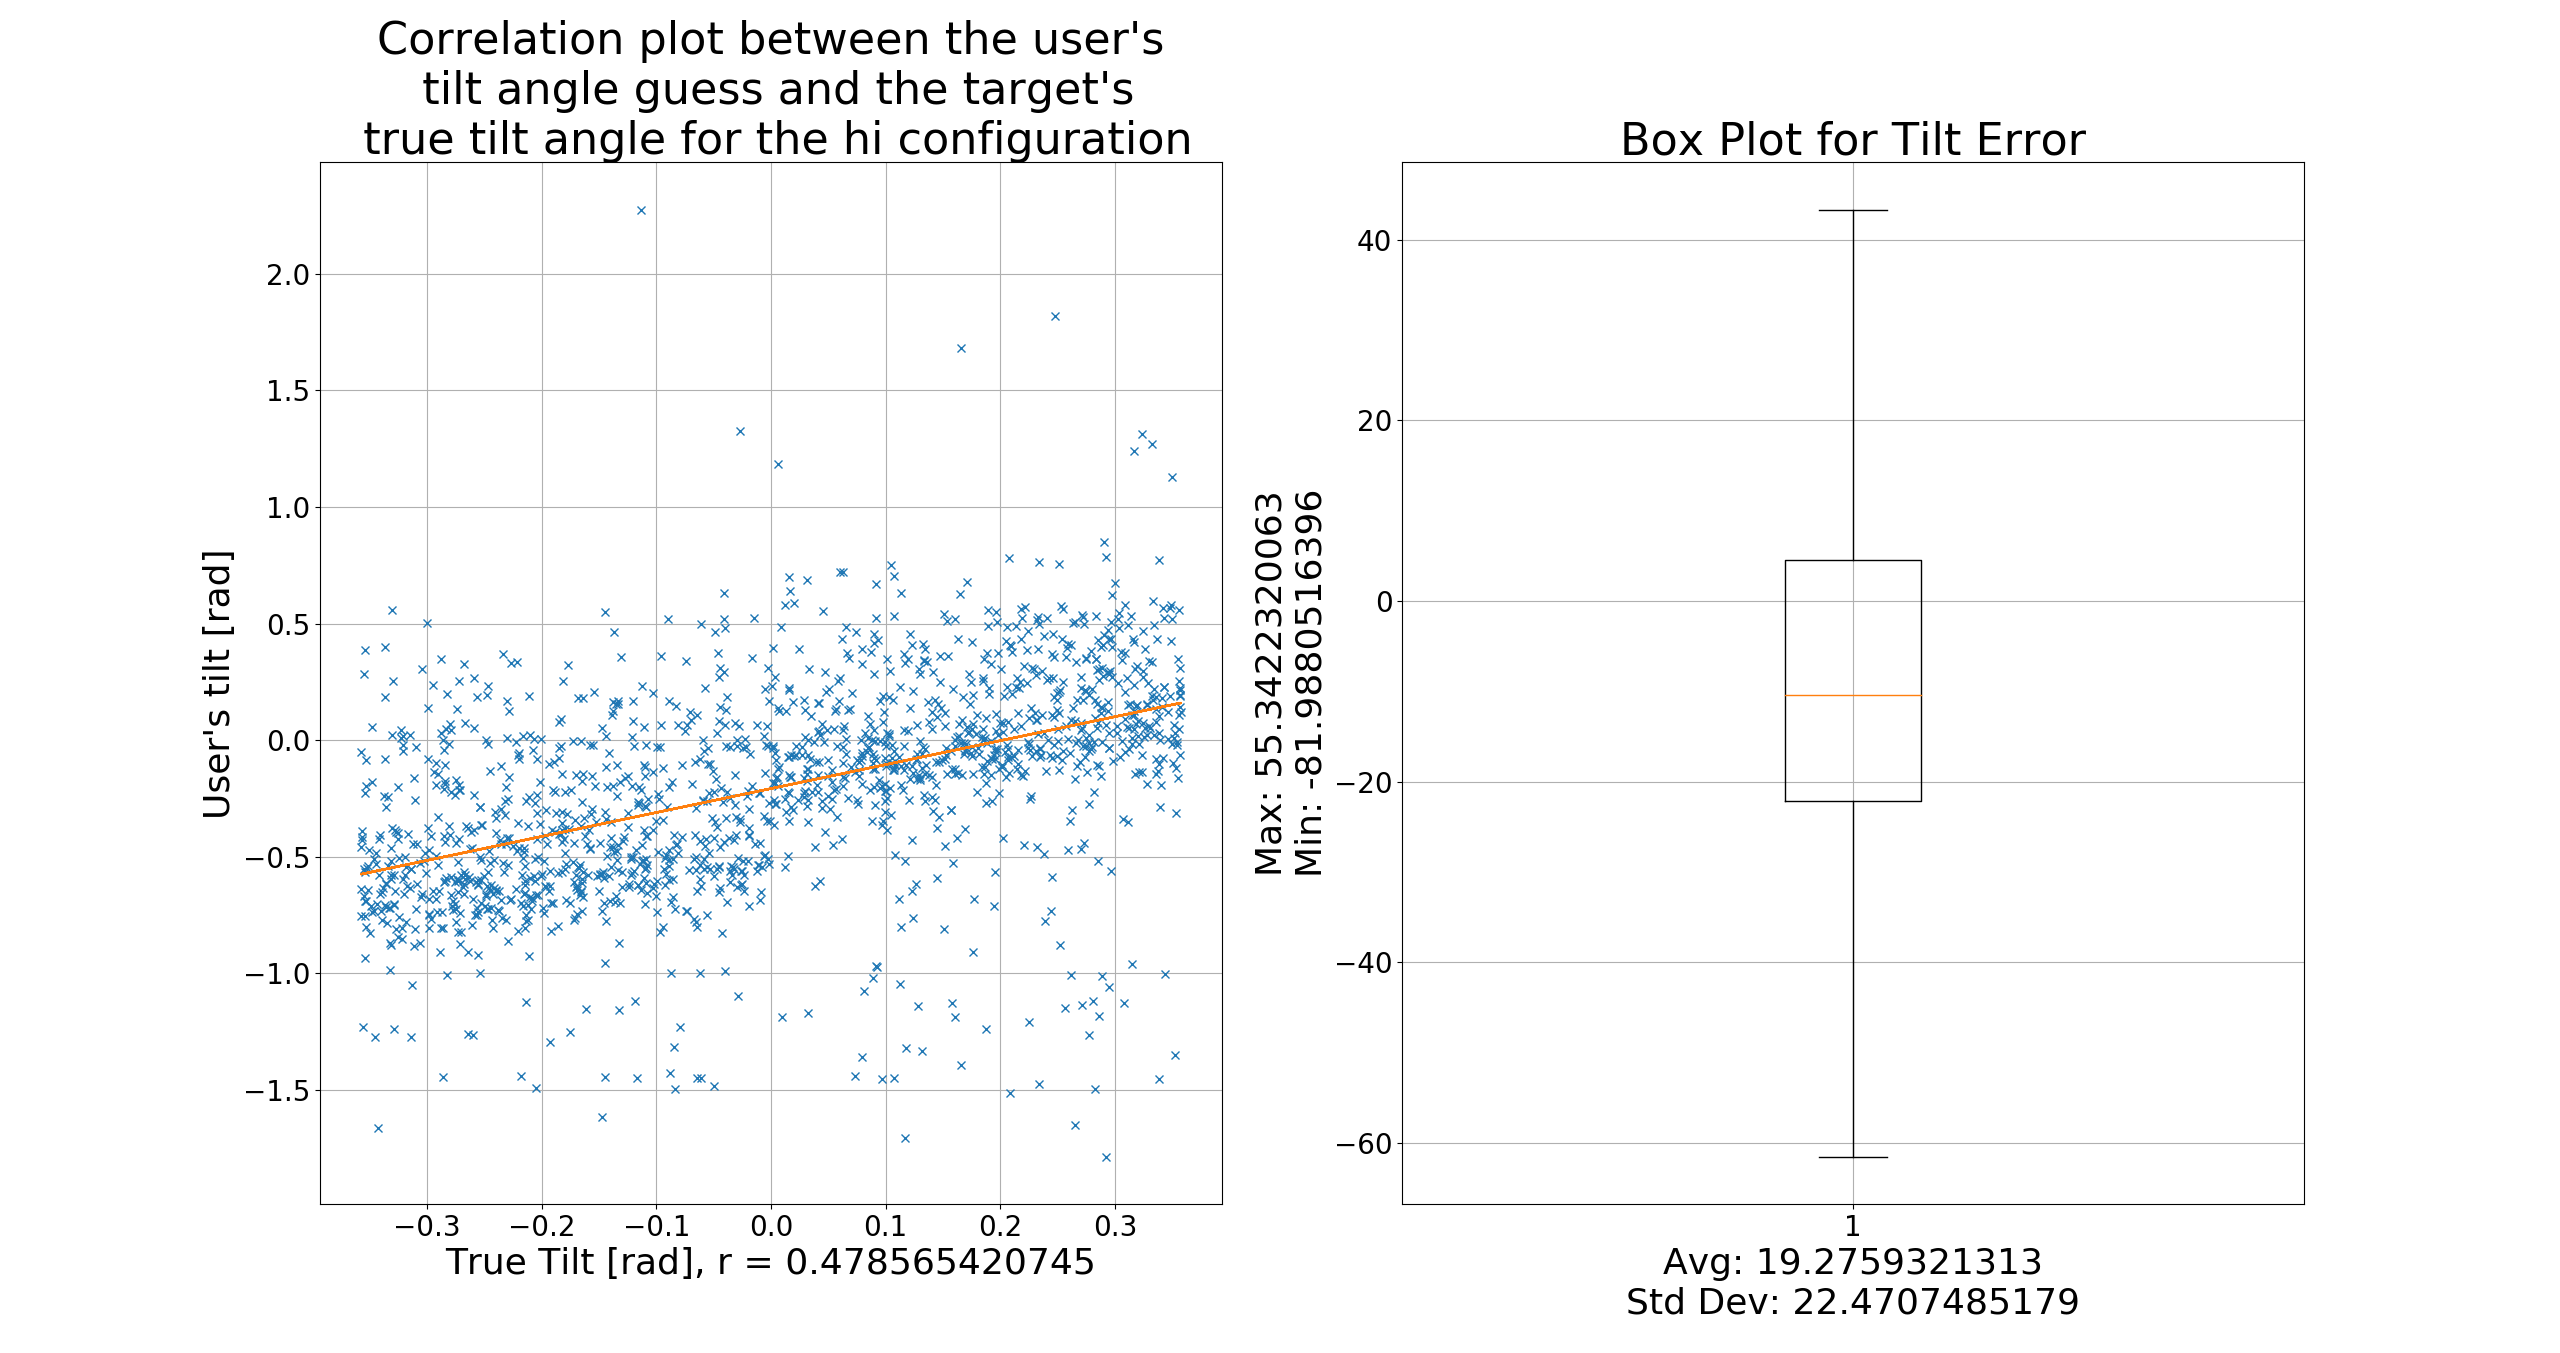 Correlation plot between the user's
tilt angle guess and the target's
true tilt angle for the hi configuration
User's tilt [rad]
2.0
1.5
1.0
0.5
0.0
−0.5
−1.0
−1.5
−0.3 −0.2 −0.1 0.0 0.1 0.2 0.3
True Tilt [rad], r = 0.478565420745
Box Plot for Tilt Error
Max: 55.3422320063
Min: -81.9880516396
40
20
0
−20
−40
−60
1
Avg: 19.2759321313
Std Dev: 22.4707485179